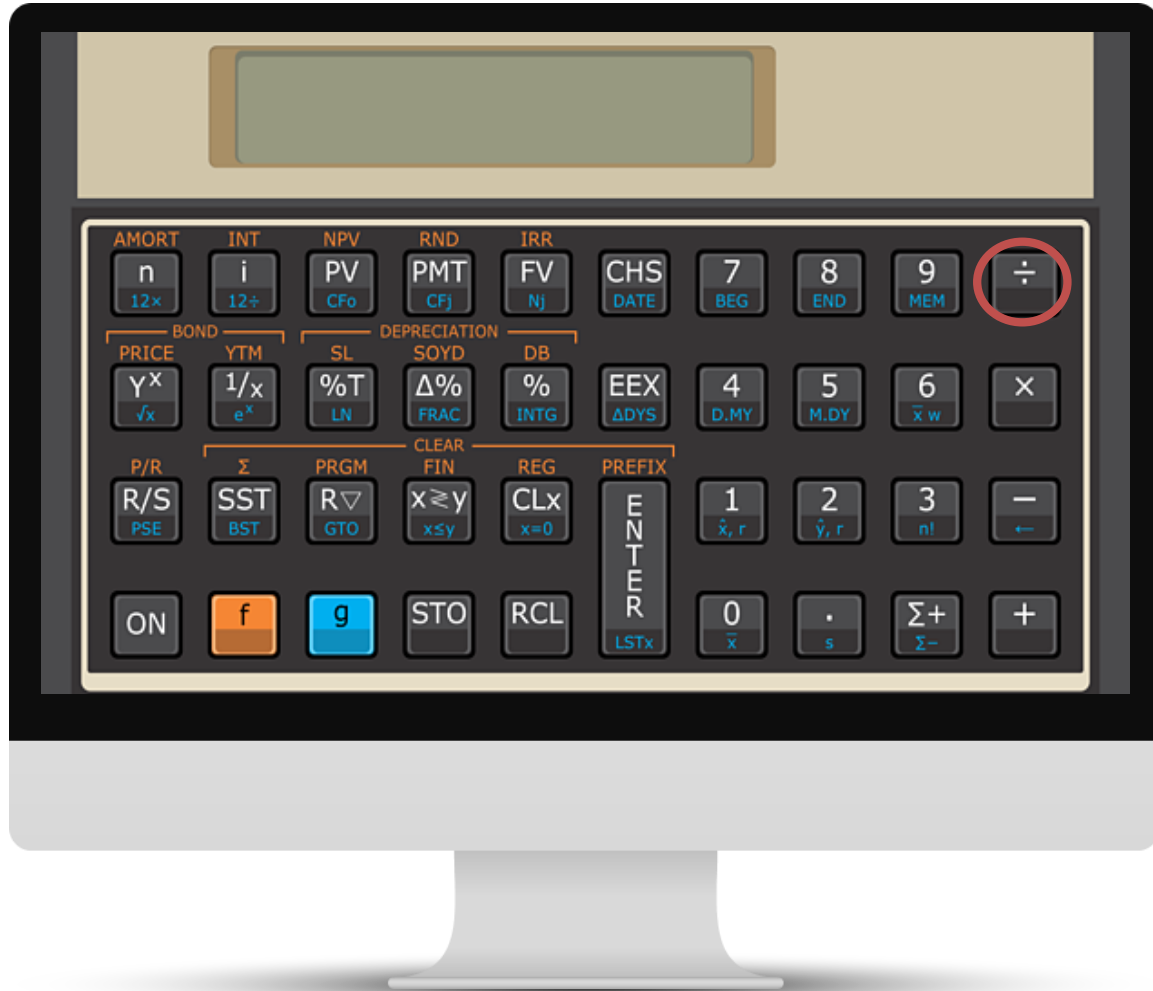 AMORT INT NPV RND IRR
n i PV PMT FV CHS 7 8 9 ÷
12× 12÷ CFo CFj Nj DATE BEG END MEM
BOND DEPRECIATION
PRICE YTM SL SOYD DB
Y^X 1/x %T Δ% % EEX 4 5 6 ×
√x e^x LN FRAC INTG ΔDYS D.MY M.DY x̅ w
CLEAR
P/R Σ PRGM FIN REG PREFIX
R/S SST R▽ x≷y CLx ENTER 1 2 3 −
PSE BST GTO x≤y x=0 x̂, r ŷ, r n! ←
ON f g STO RCL 0 . Σ+ +
LSTx x̅ s Σ−